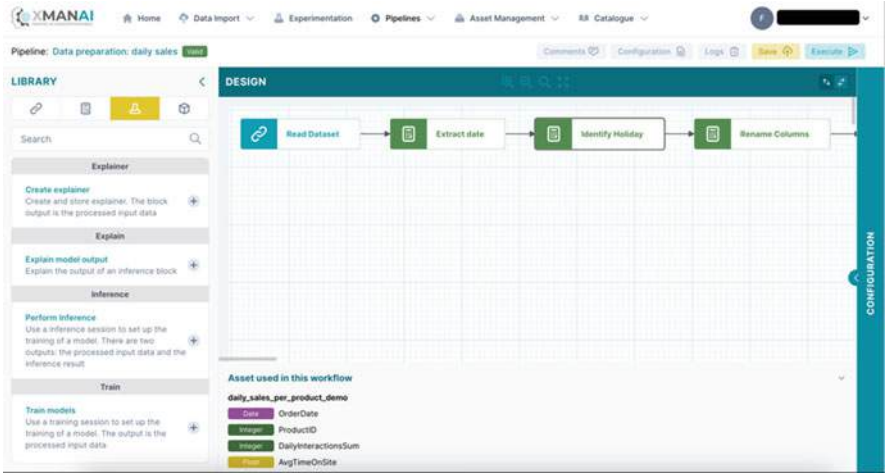 XMANAI
Home
Data Import
Experimentation
Pipelines
Asset Management
Catalogue
F
Pipeline: Data preparation: daily sales Valid
Comments
Configuration
Logs
Save
Execute
LIBRARY
DESIGN
Search
Read Dataset
Extract date
Identify Holiday
Rename Columns
Explainer
Create explainer
Create and store explainer. The block
output is the processed input data
Explain
Explain model output
Explain the output of an inference block
Inference
Perform Inference
Use a inference session to set up the
training of a model. There are two
outputs: the processed input data and the
inference result
Train
Train models
Use a training session to set up the
training of a model. The output is the
processed input data.
CONFIGURATION
Asset used in this workflow
daily_sales_per_product_demo
Date OrderDate
Integer ProductID
Integer DailyInteractionsSum
Float AvgTimeOnSite